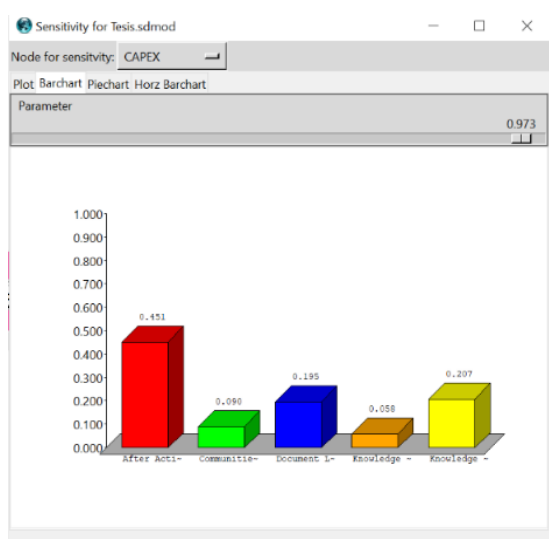 Sensitivity for Tesis.sdmod
Node for sensitvity: CAPEX
Plot Barchart Piechart Horz Barchart
Parameter
0.973
1.000
0.900
0.800
0.700
0.600
0.500
0.400
0.300
0.200
0.100
0.000
0.451
0.090
0.195
0.058
0.207
After Acti-
Communitie-
Document L-
Knowledge -
Knowledge -